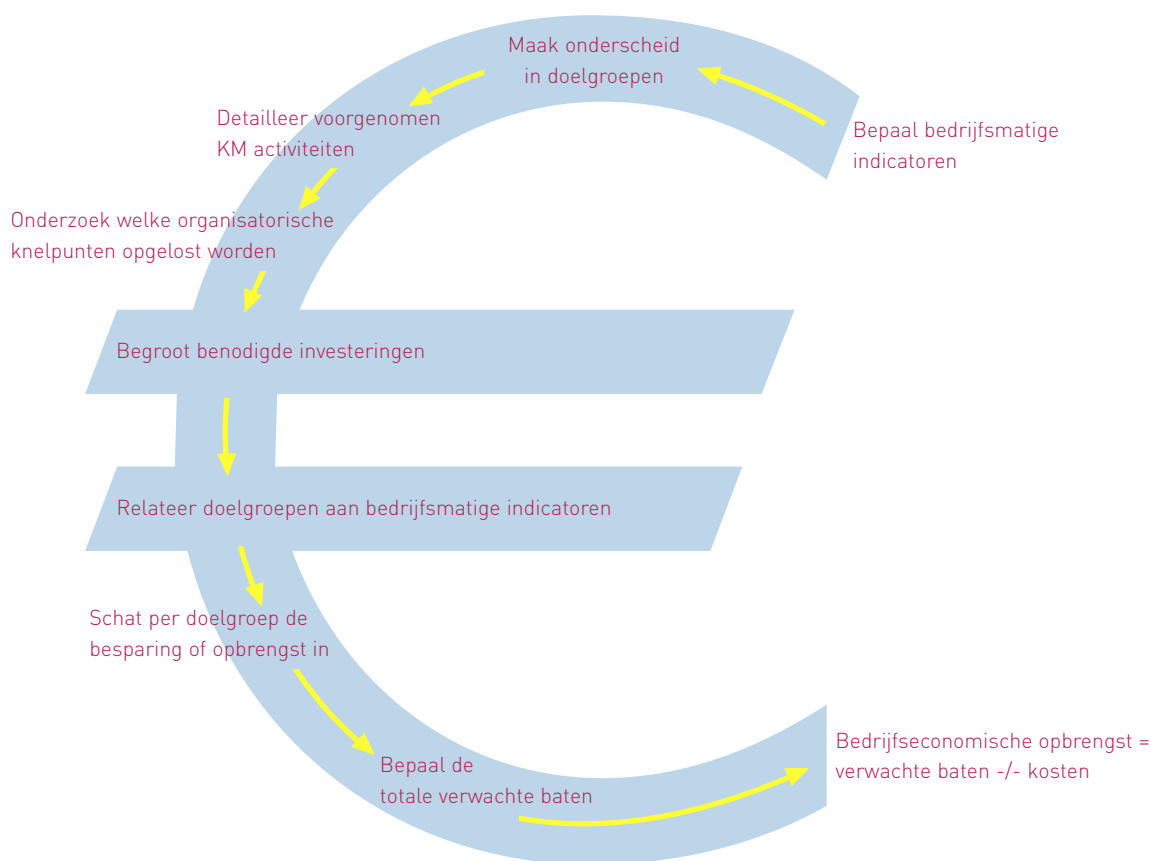 Maak onderscheid
in doelgroepen
Bepaal bedrijfsmatige
indicatoren
Detailleer voorgenomen
KM activiteiten
Onderzoek welke organisatorische
knelpunten opgelost worden
Begroot benodigde investeringen
Relateer doelgroepen aan bedrijfsmatige indicatoren
Schat per doelgroep de
besparing of opbrengst in
Bepaal de
totale verwachte baten
Bedrijfseconomische opbrengst =
verwachte baten -/- kosten